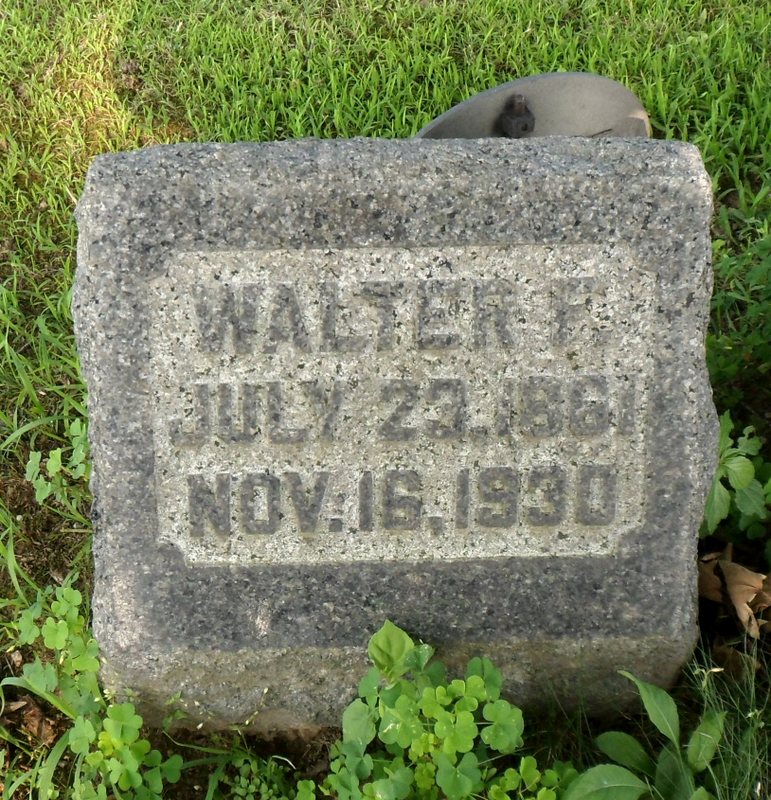 WALTER F.
JULY 23, 1861
NOV. 16, 1930